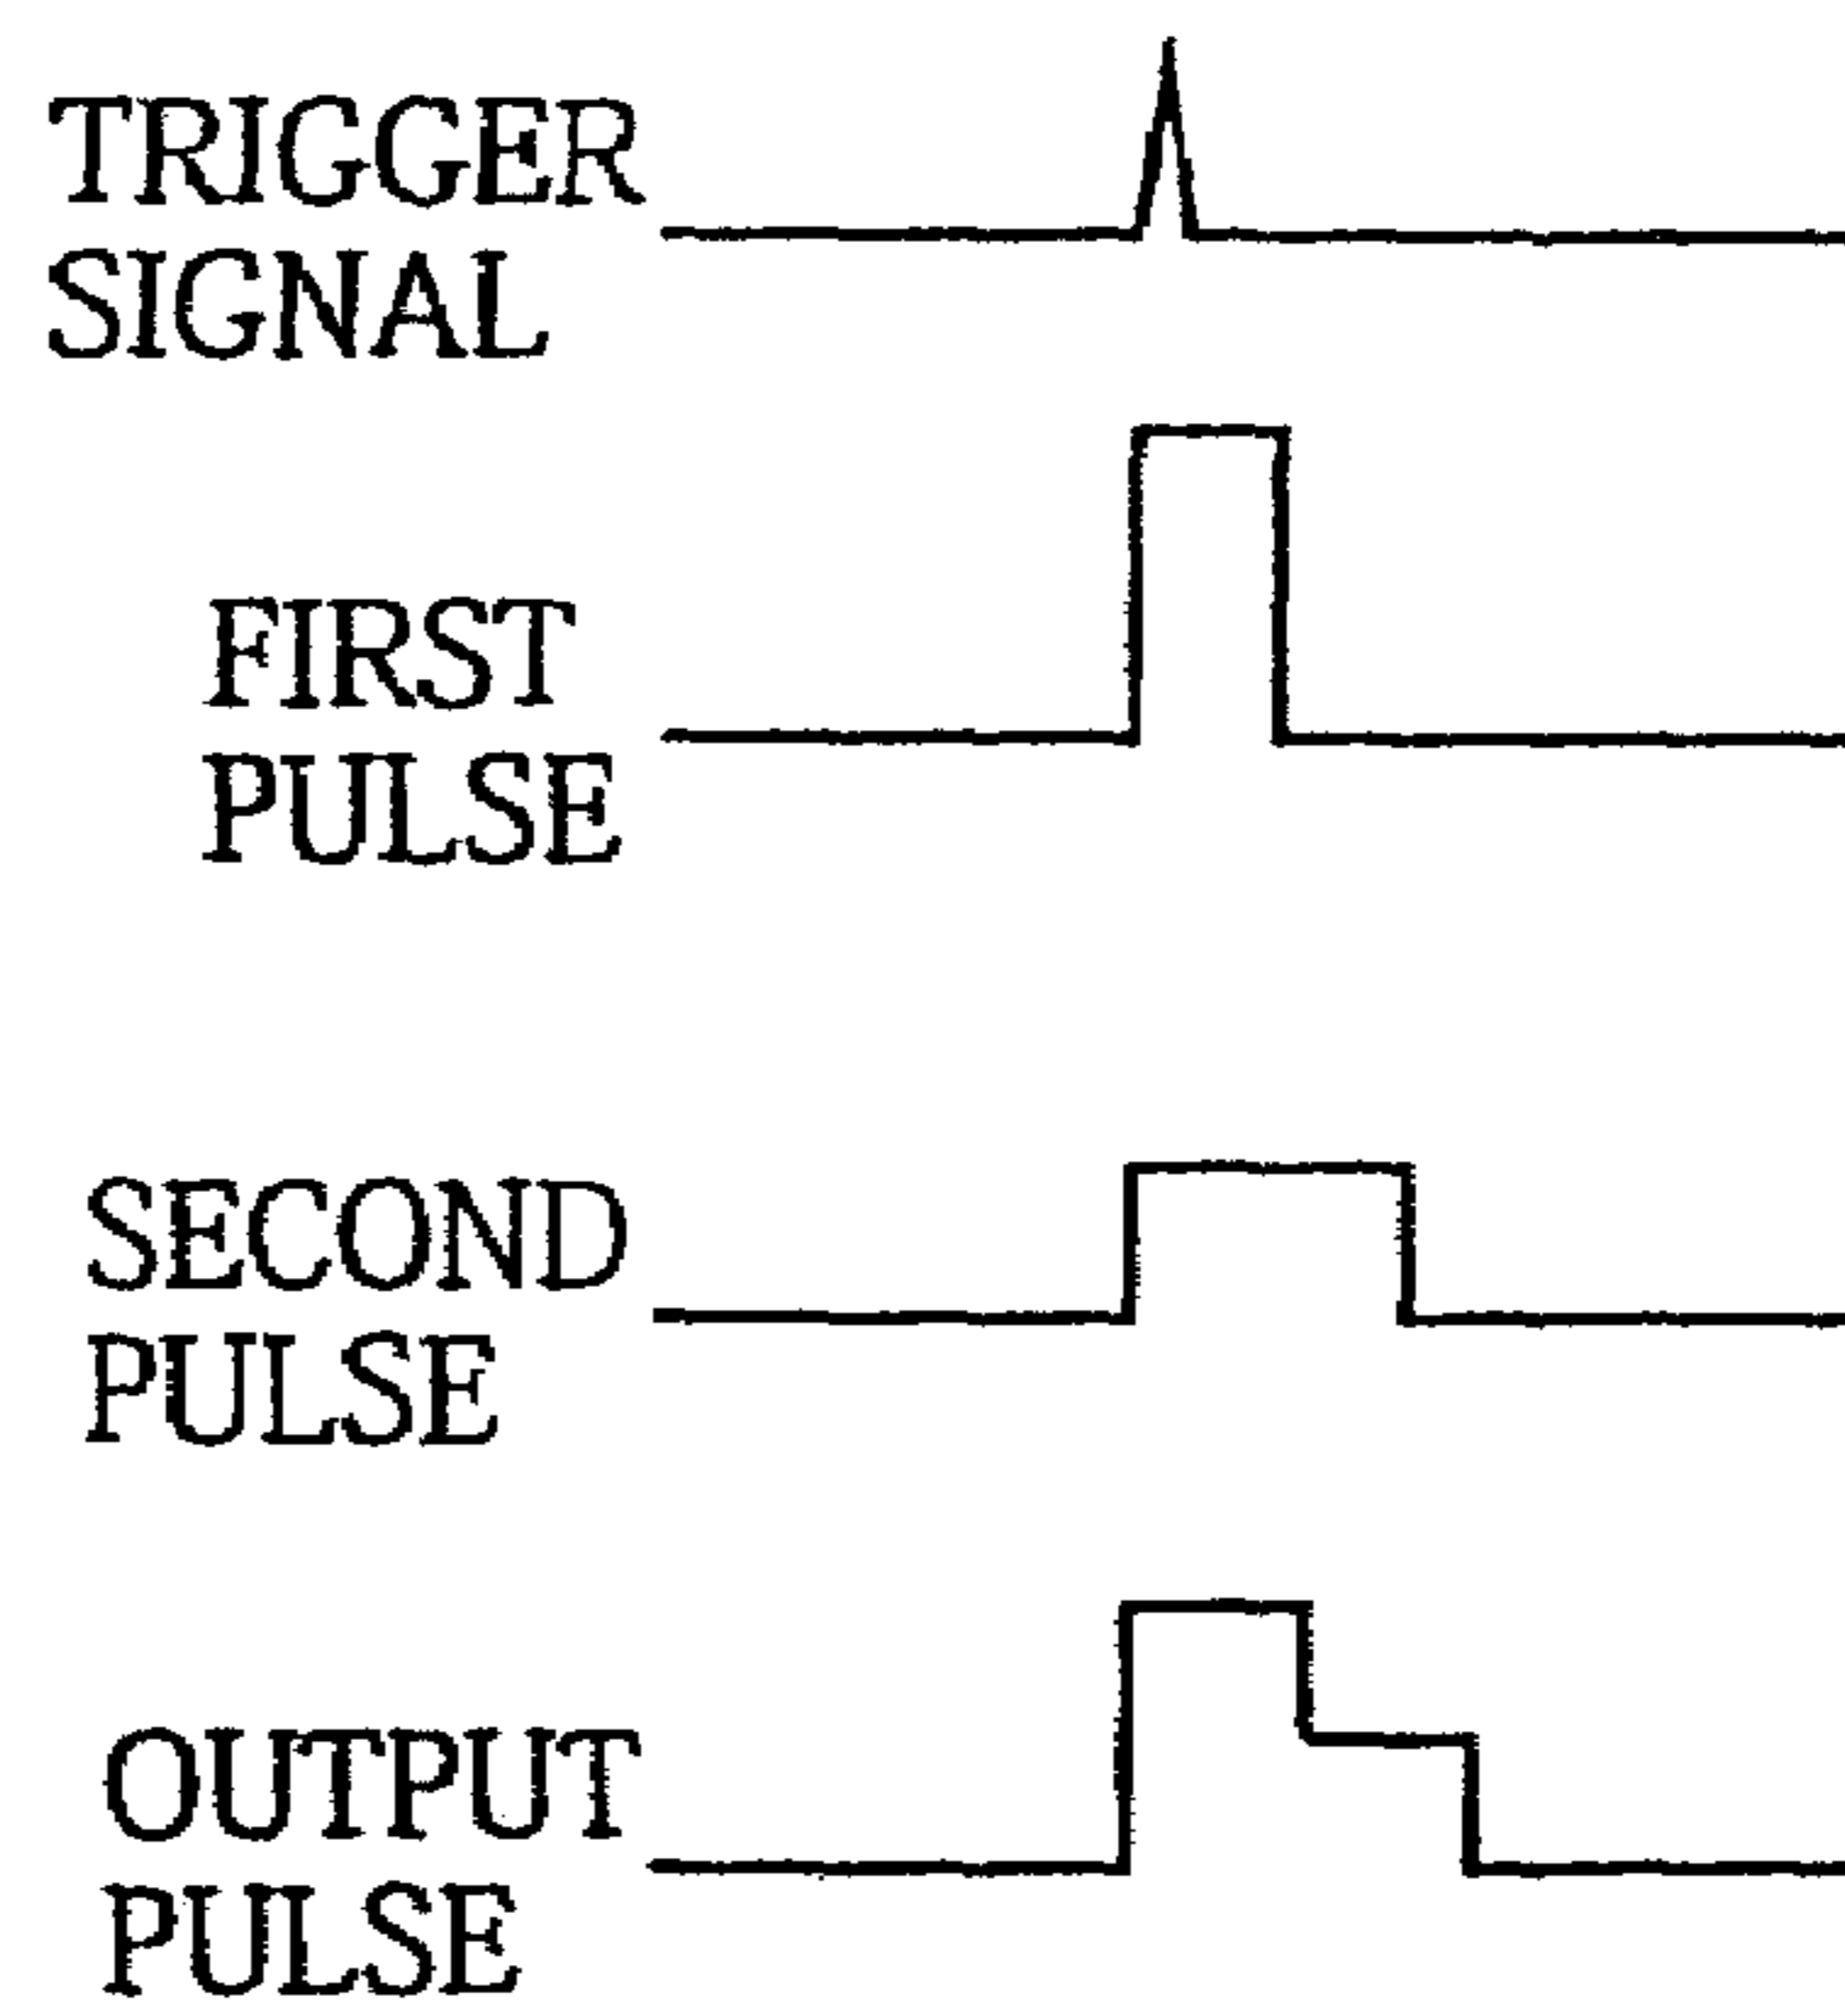 TRIGGER
SIGNAL
FIRST
PULSE
SECOND
PULSE
OUTPUT
PULSE